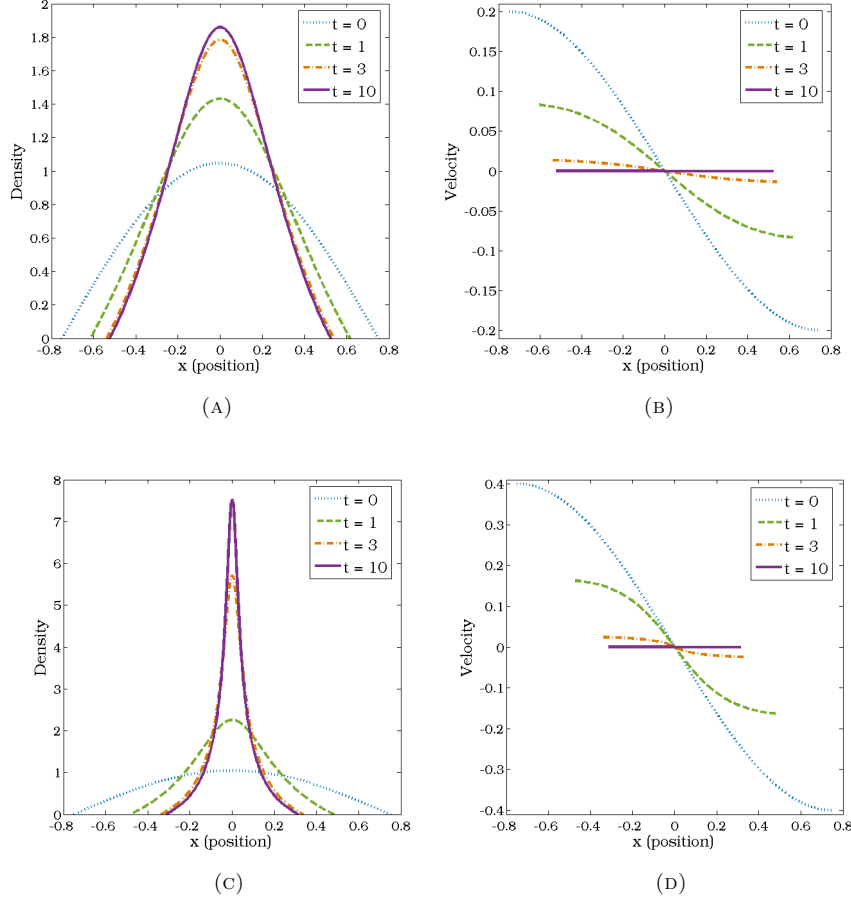 2
1.8
1.6
1.4
1.2
1
0.8
0.6
0.4
0.2
0
Density
-0.8 -0.6 -0.4 -0.2 0 0.2 0.4 0.6 0.8
x (position)
t = 0
t = 1
t = 3
t = 10
(A)
0.2
0.15
0.1
0.05
0
-0.05
-0.1
-0.15
-0.2
Velocity
-0.8 -0.6 -0.4 -0.2 0 0.2 0.4 0.6 0.8
x (position)
t = 0
t = 1
t = 3
t = 10
(B)
8
7
6
5
4
3
2
1
0
Density
-0.8 -0.6 -0.4 -0.2 0 0.2 0.4 0.6 0.8
x (position)
t = 0
t = 1
t = 3
t = 10
(C)
0.4
0.3
0.2
0.1
0
-0.1
-0.2
-0.3
-0.4
Velocity
-0.8 -0.6 -0.4 -0.2 0 0.2 0.4 0.6 0.8
x (position)
t = 0
t = 1
t = 3
t = 10
(D)